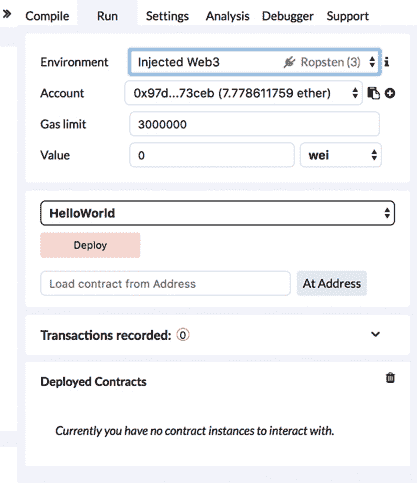 Compile Run Settings Analysis Debugger Support
Environment Injected Web3 Ropsten (3) i
Account 0x97d...73ceb (7.778611759 ether)
Gas limit 3000000
Value 0 wei
HelloWorld
Deploy
Load contract from Address At Address
Transactions recorded: 0
Deployed Contracts
Currently you have no contract instances to interact with.